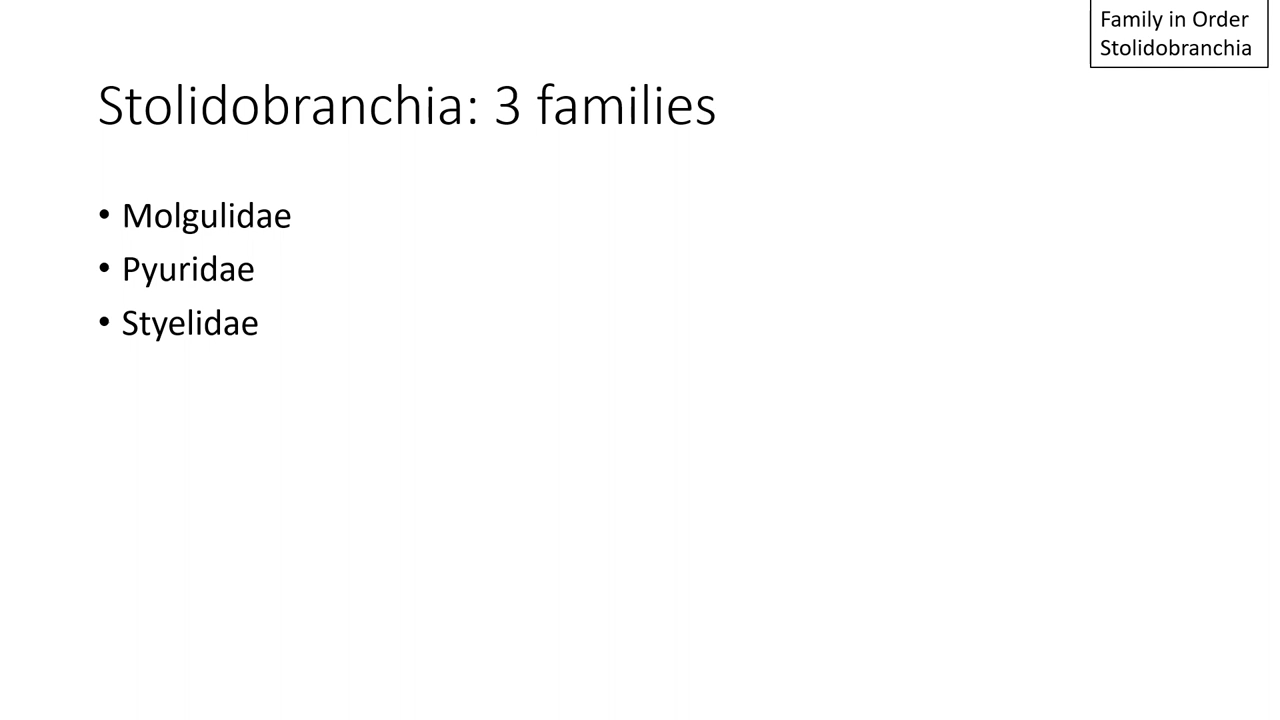 Family in Order
Stolidobranchia
Stolidobranchia: 3 families
• Molgulidae
• Pyuridae
• Styelidae